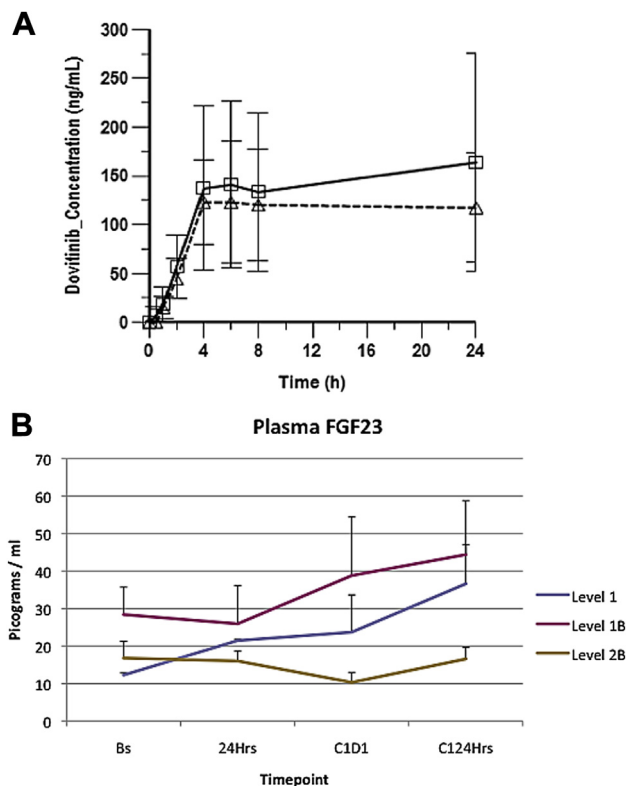 A
300
250
200
150
100
50
0
Dovitinib_Concentration (ng/mL)
0 4 8 12 16 20 24
Time (h)
B
Plasma FGF23
70
60
50
40
30
20
10
0
Picograms / ml
Level 1
Level 1B
Level 2B
Bs 24Hrs C1D1 C124Hrs
Timepoint